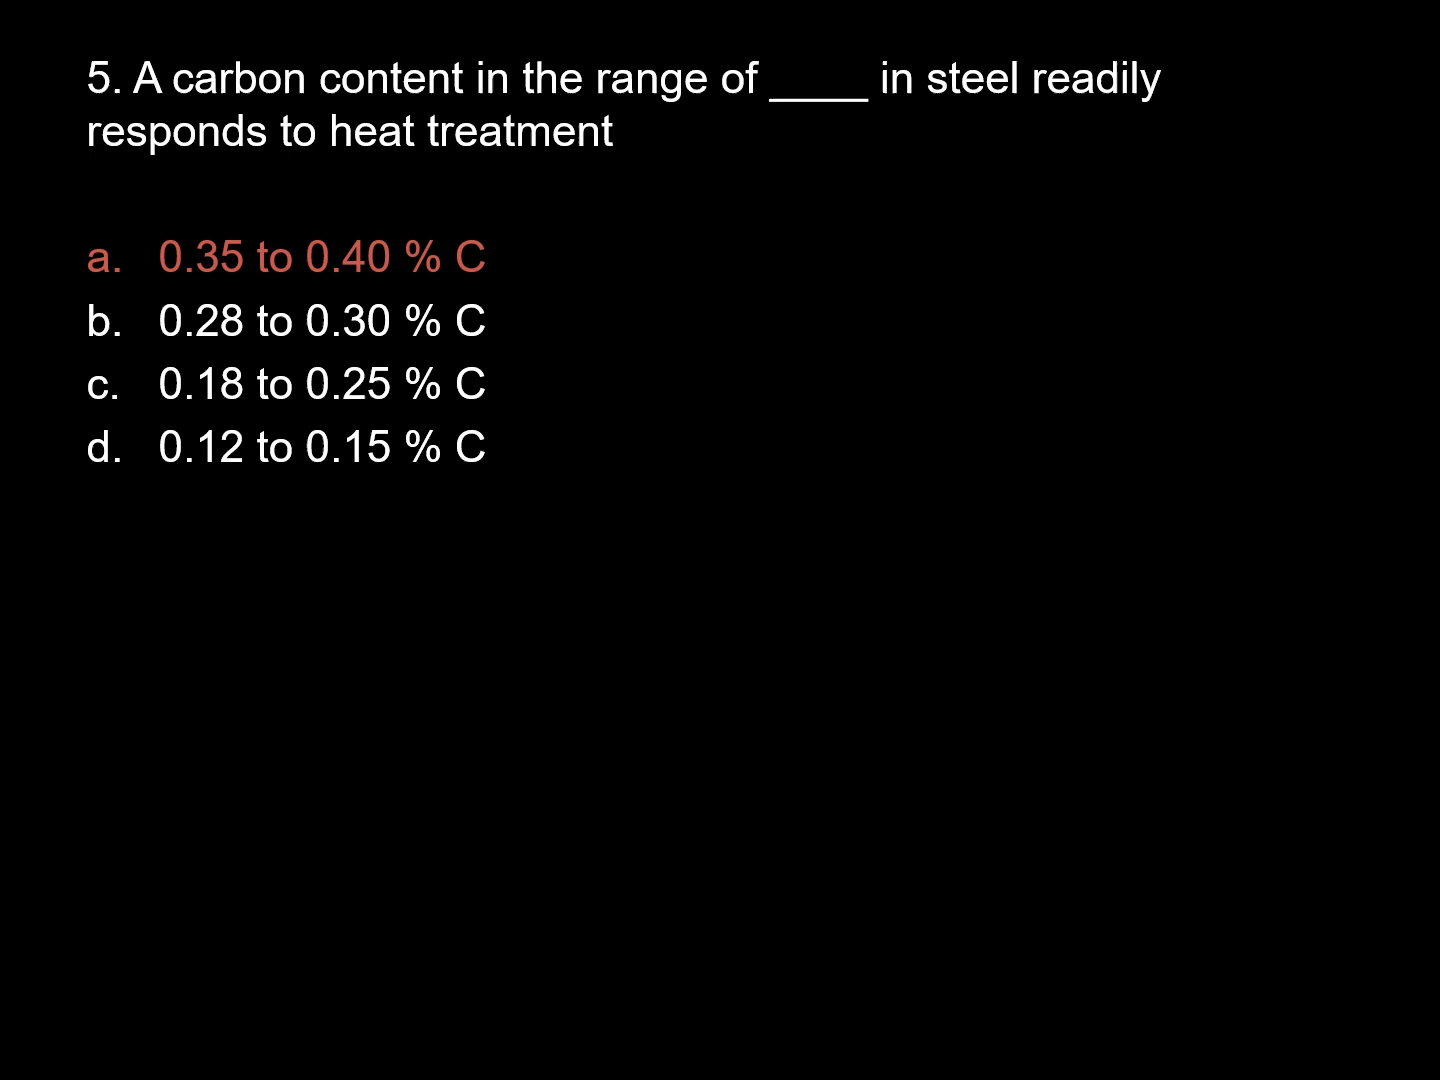 5. A carbon content in the range of ____ in steel readily
responds to heat treatment
a. 0.35 to 0.40 % C
b. 0.28 to 0.30 % C
c. 0.18 to 0.25 % C
d. 0.12 to 0.15 % C